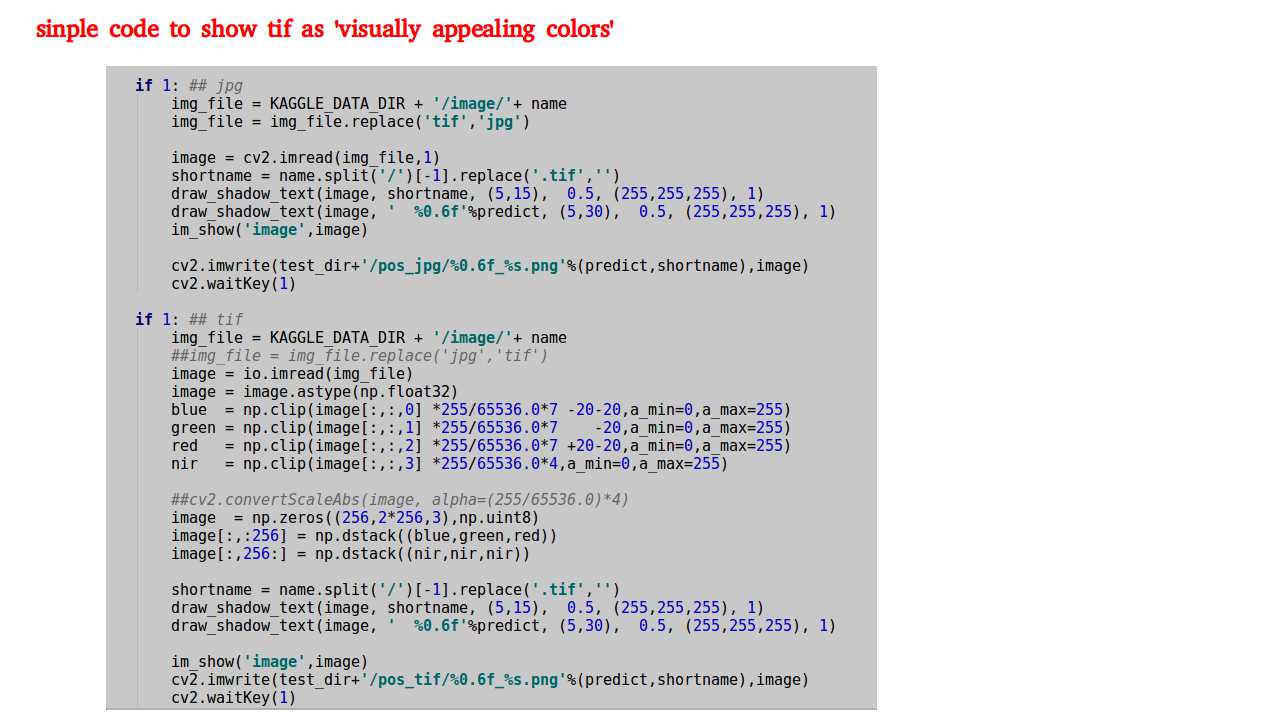 sinple code to show tif as 'visually appealing colors'
if 1: ## jpg
img_file = KAGGLE_DATA_DIR + '/image/'+ name
img_file = img_file.replace('tif','jpg')
image = cv2.imread(img_file,1)
shortname = name.split('/')[-1].replace('.tif','')
draw_shadow_text(image, shortname, (5,15),  0.5, (255,255,255), 1)
draw_shadow_text(image, '  %0.6f'%predict, (5,30),  0.5, (255,255,255), 1)
im_show('image',image)
cv2.imwrite(test_dir+'/pos_jpg/%0.6f_%s.png'%(predict,shortname),image)
cv2.waitKey(1)
if 1: ## tif
img_file = KAGGLE_DATA_DIR + '/image/'+ name
##img_file = img_file.replace('jpg','tif')
image = io.imread(img_file)
image = image.astype(np.float32)
blue  = np.clip(image[:,:,0] *255/65536.0*7 -20-20,a_min=0,a_max=255)
green = np.clip(image[:,:,1] *255/65536.0*7    -20,a_min=0,a_max=255)
red   = np.clip(image[:,:,2] *255/65536.0*7 +20-20,a_min=0,a_max=255)
nir   = np.clip(image[:,:,3] *255/65536.0*4,a_min=0,a_max=255)
##cv2.convertScaleAbs(image, alpha=(255/65536.0)*4)
image  = np.zeros((256,2*256,3),np.uint8)
image[:,:256] = np.dstack((blue,green,red))
image[:,256:] = np.dstack((nir,nir,nir))
shortname = name.split('/')[-1].replace('.tif','')
draw_shadow_text(image, shortname, (5,15),  0.5, (255,255,255), 1)
draw_shadow_text(image, '  %0.6f'%predict, (5,30),  0.5, (255,255,255), 1)
im_show('image',image)
cv2.imwrite(test_dir+'/pos_tif/%0.6f_%s.png'%(predict,shortname),image)
cv2.waitKey(1)